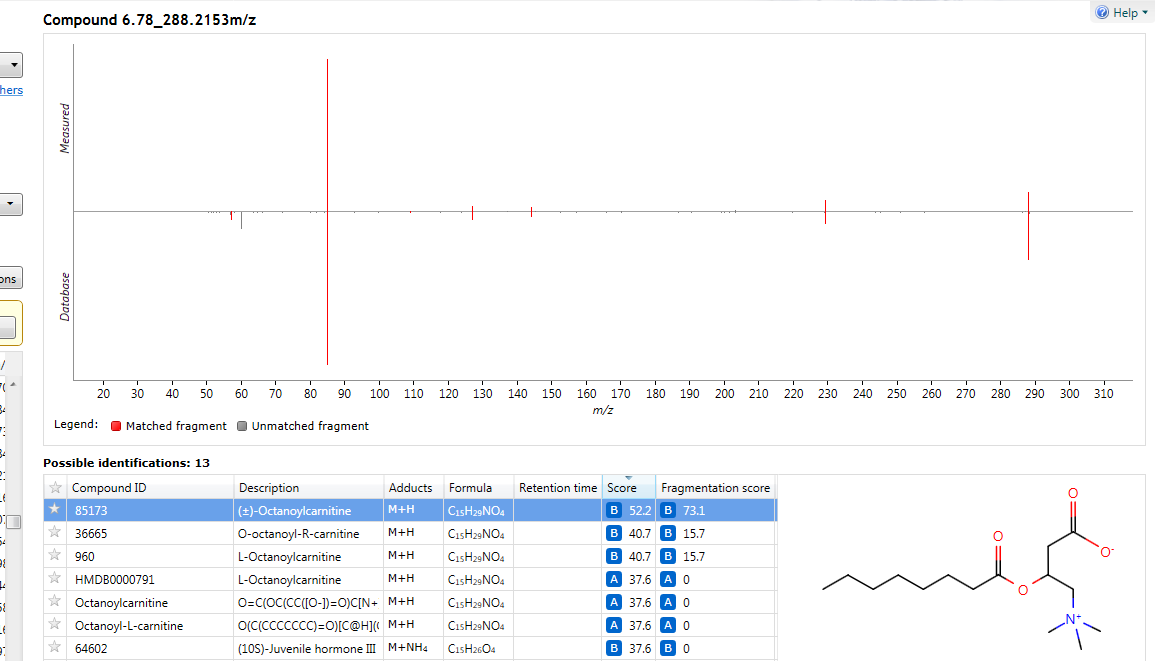 Compound 6.78_288.2153m/z
Help
hers
ons
Measured
Database
20 30 40 50 60 70 80 90 100 110 120 130 140 150 160 170 180 190 200 210 220 230 240 250 260 270 280 290 300 310
m/z
Legend: Matched fragment Unmatched fragment
Possible identifications: 13
Compound ID Description Adducts Formula Retention time Score Fragmentation score
85173 (±)-Octanoylcarnitine M+H C₁₅H₂₉NO₄ B 52.2 B 73.1
36665 O-octanoyl-R-carnitine M+H C₁₅H₂₉NO₄ B 40.7 B 15.7
960 L-Octanoylcarnitine M+H C₁₅H₂₉NO₄ B 40.7 B 15.7
HMDB0000791 L-Octanoylcarnitine M+H C₁₅H₂₉NO₄ A 37.6 A 0
Octanoylcarnitine O=C(OC(CC([O-])=O)C[N+ M+H C₁₅H₂₉NO₄ A 37.6 A 0
Octanoyl-L-carnitine O(C(CCCCCCC)=O)[C@H]( M+H C₁₅H₂₉NO₄ A 37.6 A 0
64602 (10S)-Juvenile hormone III M+NH₄ C₁₅H₂₆O₄ B 37.6 B 0
O
O
O⁻
O
N⁺